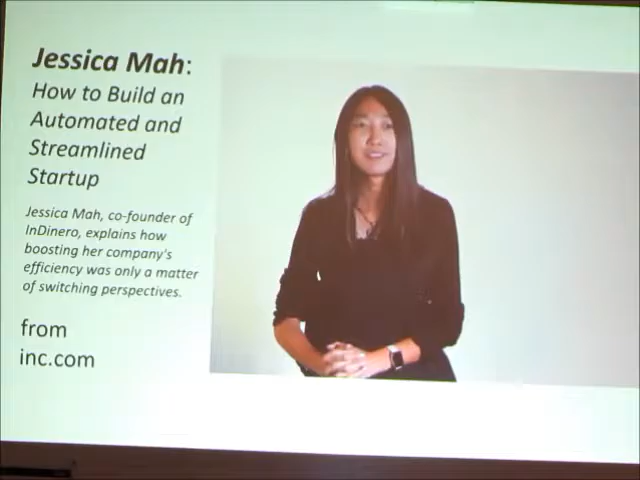 Jessica Mah:
How to Build an
Automated and
Streamlined
Startup
Jessica Mah, co-founder of
InDinero, explains how
boosting her company's
efficiency was only a matter
of switching perspectives.
from
inc.com